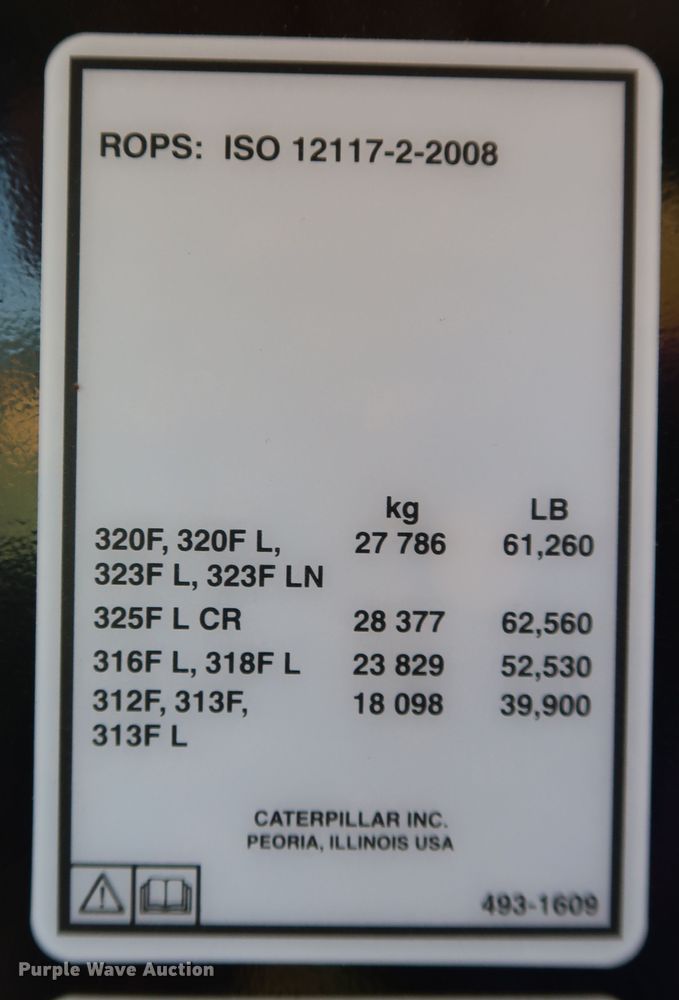 ROPS: ISO 12117-2-2008
kg LB
320F, 320F L, 27 786 61,260
323F L, 323F LN
325F L CR 28 377 62,560
316F L, 318F L 23 829 52,530
312F, 313F, 18 098 39,900
313F L
CATERPILLAR INC.
PEORIA, ILLINOIS USA
493-1609
Purple Wave Auction